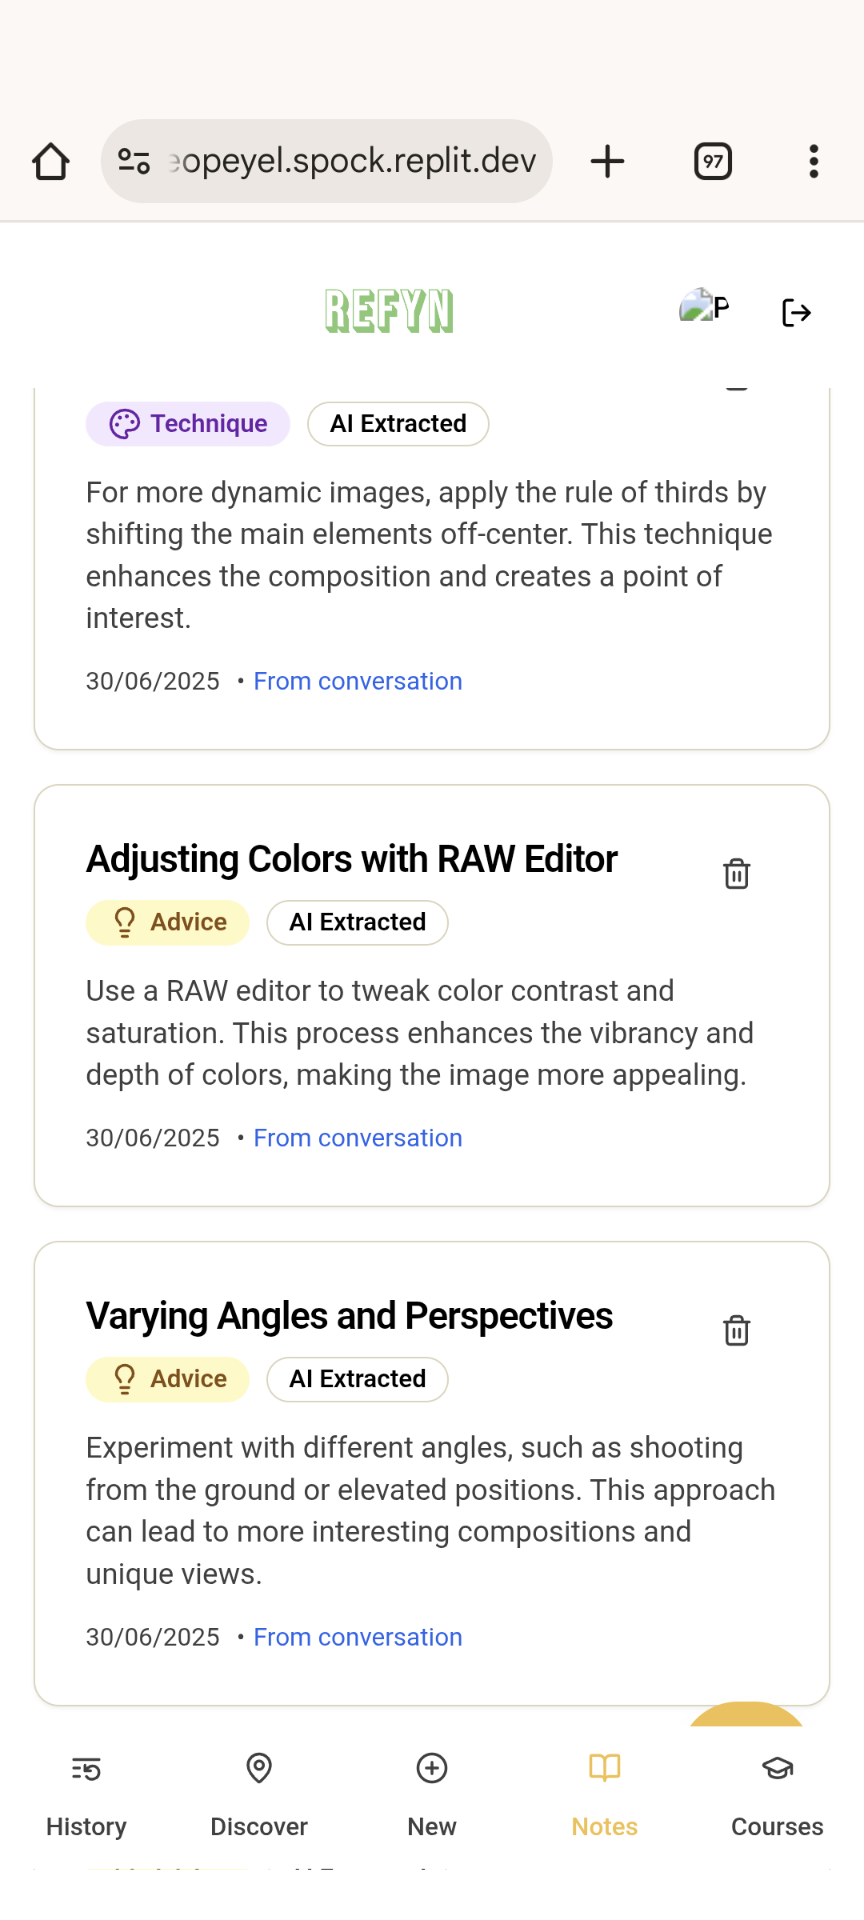 eopeyel.spock.replit.dev
97
REFYN
P
Technique
AI Extracted
For more dynamic images, apply the rule of thirds by
shifting the main elements off-center. This technique
enhances the composition and creates a point of
interest.
30/06/2025 • From conversation
Adjusting Colors with RAW Editor
Advice
AI Extracted
Use a RAW editor to tweak color contrast and
saturation. This process enhances the vibrancy and
depth of colors, making the image more appealing.
30/06/2025 • From conversation
Varying Angles and Perspectives
Advice
AI Extracted
Experiment with different angles, such as shooting
from the ground or elevated positions. This approach
can lead to more interesting compositions and
unique views.
30/06/2025 • From conversation
History
Discover
New
Notes
Courses